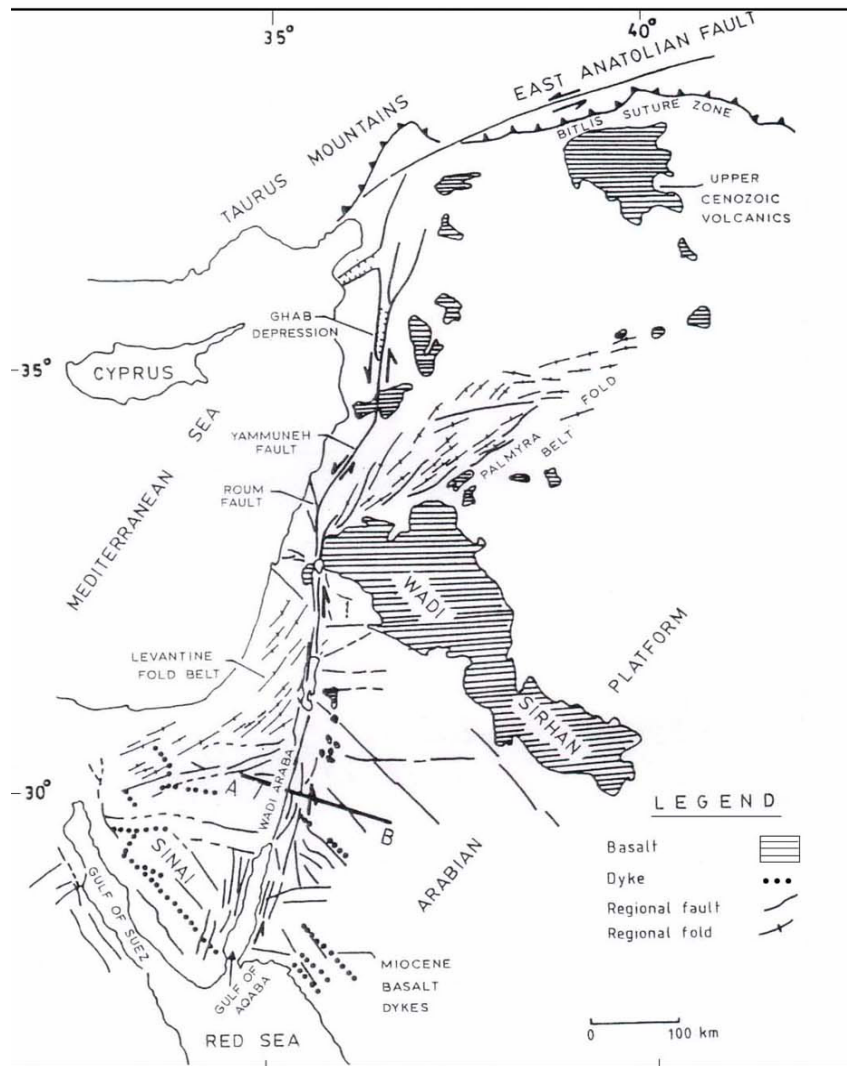 35°
40°
EAST ANATOLIAN FAULT
BITLIS SUTURE ZONE
TAURUS MOUNTAINS
UPPER
CENOZOIC
VOLCANICS
GHAB
DEPRESSION
35°
CYPRUS
MEDITERRANEAN SEA
YAMMUNEH
FAULT
PALMYRA FOLD
BELT
ROUM
FAULT
WADI
SIRHAN
LEVANTINE
FOLD BELT
ARABIAN PLATFORM
30°
A
WADI ARABA
B
SINAI
GULF OF SUEZ
GULF OF
AQABA
MIOCENE
BASALT
DYKES
RED SEA
LEGEND
Basalt
Dyke
Regional fault
Regional fold
0 100 km